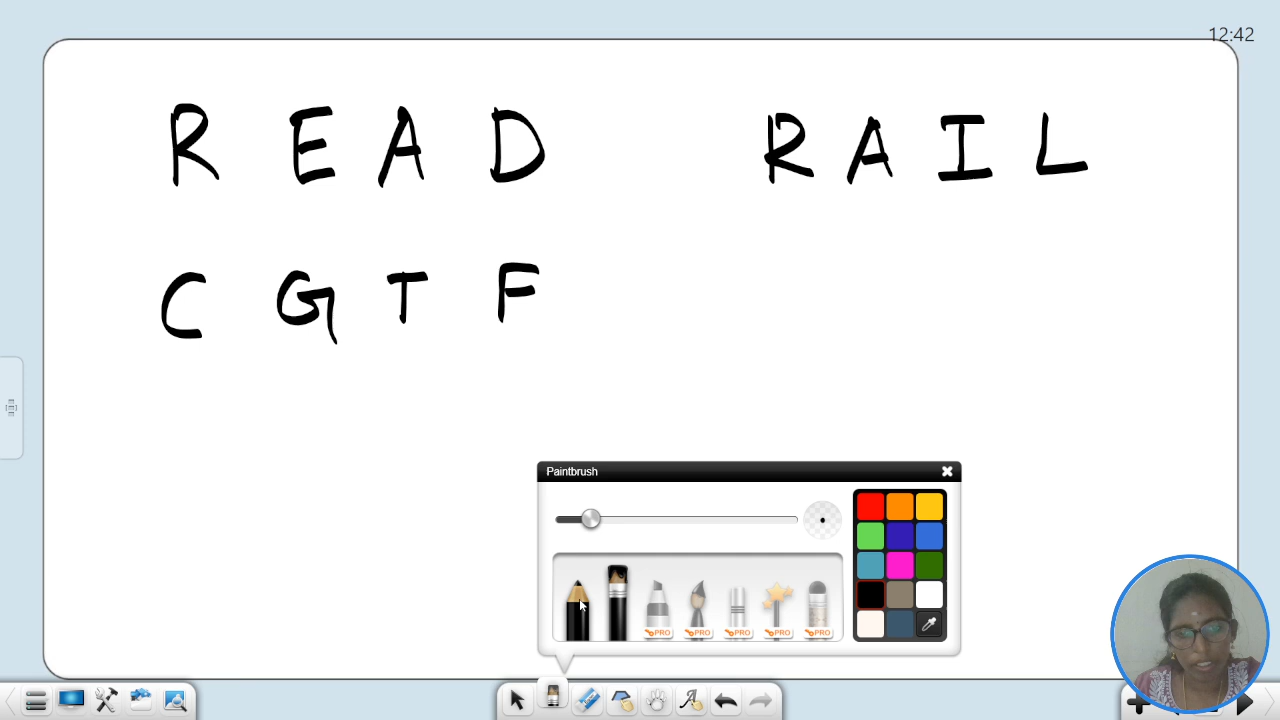 12:42
R E A D R A I L
C G T F
Paintbrush
PRO PRO PRO PRO PRO